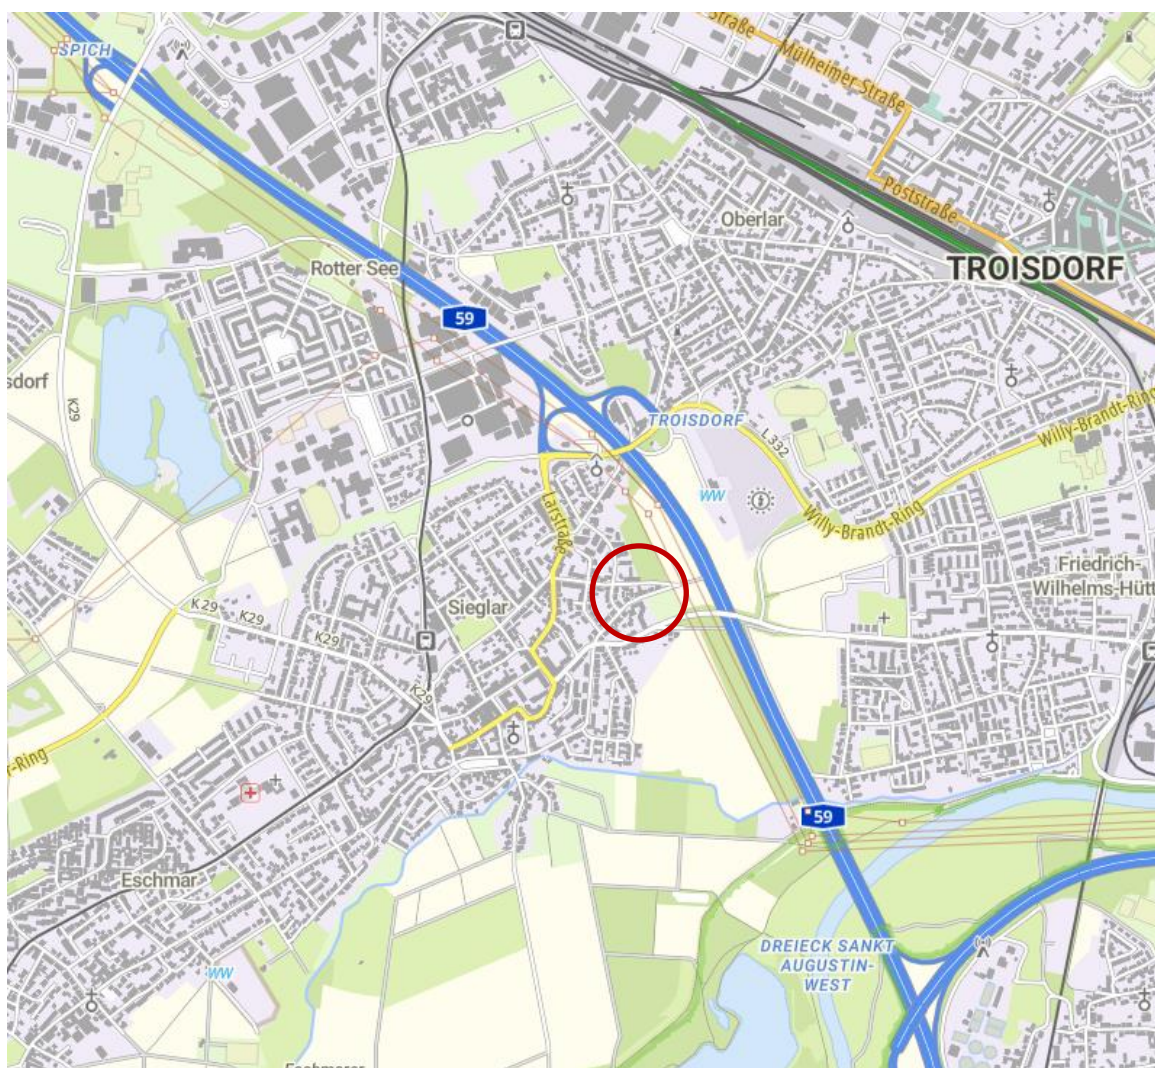 Straße
SPICH
Mülheimer-Straße
Poststraße
Oberlar
TROISDORF
Rotter See
59
sdorf
K29
TROISDORF
L332
Willy-Brandt-Ring
WW
Willy-Brandt-Ring
Larstraße
Friedrich-
Wilhelms-Hütt
K29
K29
K29
Sieglar
K29
r-Ring
59
Eschmar
DREIECK SANKT
AUGUSTIN-
WEST
WW